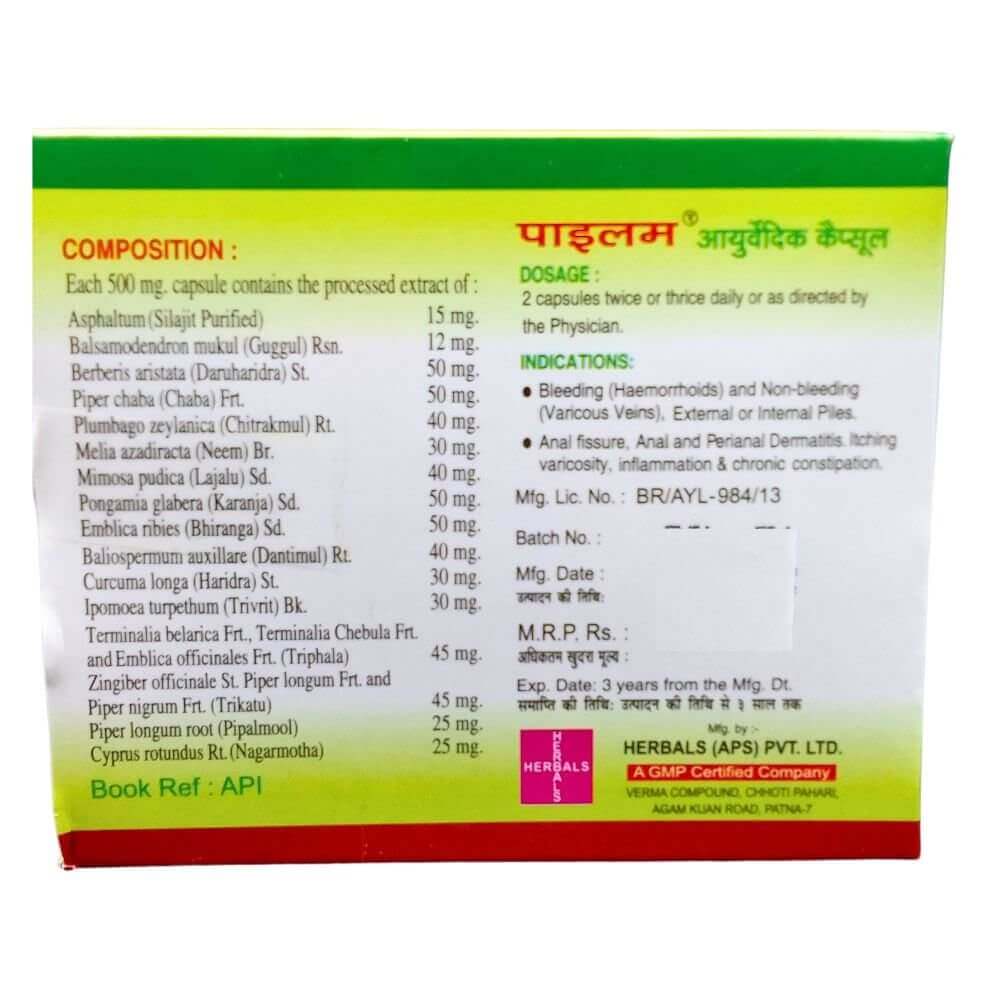 COMPOSITION :
Each 500 mg. capsule contains the processed extract of :
Asphaltum (Silajit Purified) 15 mg.
Balsamodendron mukul (Guggul) Rsn. 12 mg.
Berberis aristata (Daruharidra) St. 50 mg.
Piper chaba (Chaba) Frt. 50 mg.
Plumbago zeylanica (Chitrakmul) Rt. 40 mg.
Melia azadiracta (Neem) Br. 30 mg.
Mimosa pudica (Lajalu) Sd. 40 mg.
Pongamia glabera (Karanja) Sd. 50 mg.
Emblica ribies (Bhiranga) Sd. 50 mg.
Baliospermum auxillare (Dantimul) Rt. 40 mg.
Curcuma longa (Haridra) St. 30 mg.
Ipomoea turpethum (Trivrit) Bk. 30 mg.
Terminalia belarica Frt., Terminalia Chebula Frt.
and Emblica officinales Frt. (Triphala) 45 mg.
Zingiber officinale St. Piper longum Frt. and
Piper nigrum Frt. (Trikatu) 45 mg.
Piper longum root (Pipalmool) 25 mg.
Cyprus rotundus Rt. (Nagarmotha) 25 mg.
Book Ref : API
पाइलम ® आयुर्वेदिक कैप्सूल
DOSAGE :
2 capsules twice or thrice daily or as directed by
the Physician.
INDICATIONS:
• Bleeding (Haemorrhoids) and Non-bleeding
(Varicous Veins), External or Internal Piles.
• Anal fissure, Anal and Perianal Dermatitis. Itching
varicosity, inflammation & chronic constipation.
Mfg. Lic. No. : BR/AYL-984/13
Batch No. :
Mfg. Date :
उत्पादन की तिथि:
M.R.P. Rs. :
अधिकतम खुदरा मूल्य :
Exp. Date: 3 years from the Mfg. Dt.
समाप्ति की तिथि: उत्पादन की तिथि से ३ साल तक
HERBALS
HERBALS
Mfg. by :-
HERBALS (APS) PVT. LTD.
A GMP Certified Company
VERMA COMPOUND, CHHOTI PAHARI,
AGAM KUAN ROAD, PATNA-7